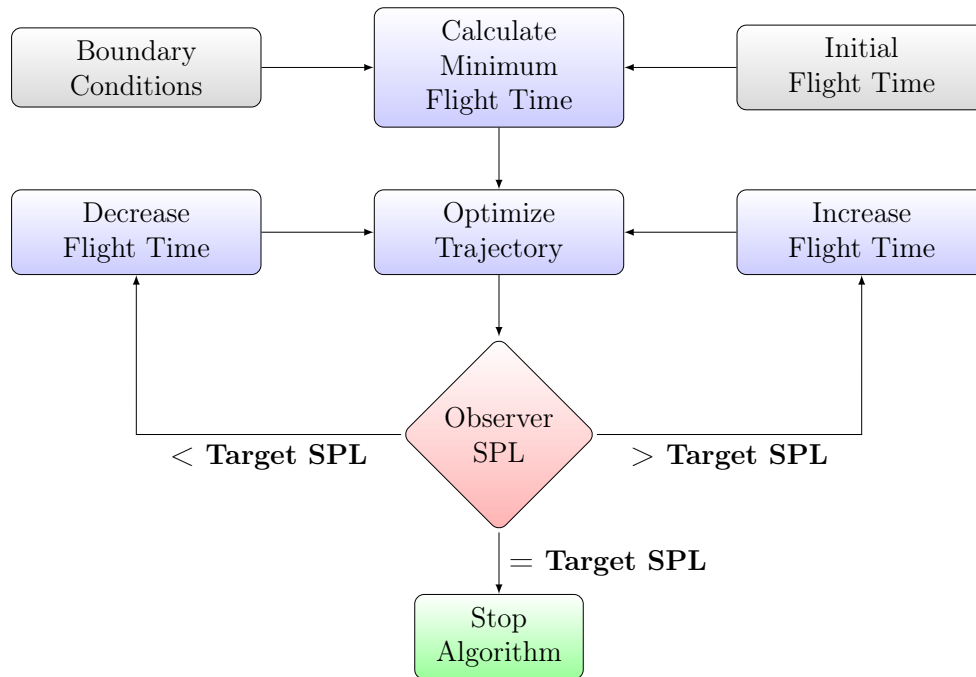 Boundary
Conditions
Calculate
Minimum
Flight Time
Initial
Flight Time
Decrease
Flight Time
Optimize
Trajectory
Increase
Flight Time
Observer
SPL
< Target SPL
> Target SPL
= Target SPL
Stop
Algorithm